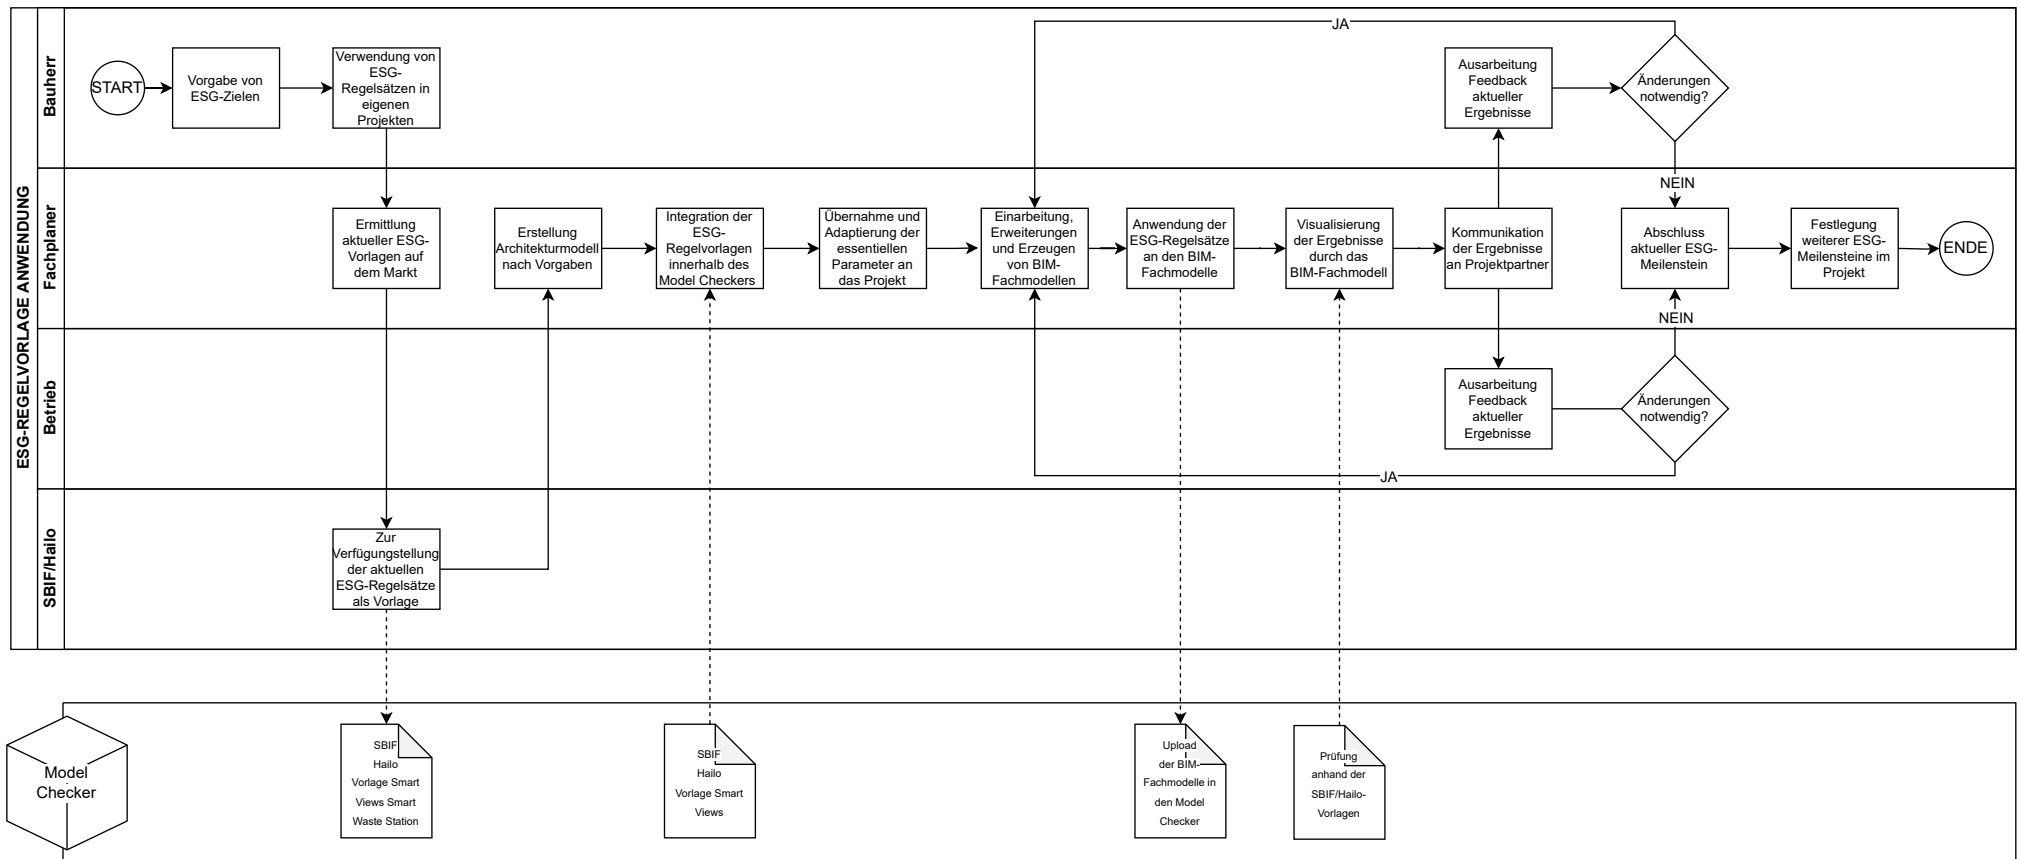 ESG-REGELVORLAGE ANWENDUNG
Bauherr
START
Vorgabe von
ESG-Zielen
Verwendung von
ESG-
Regelsätzen in
eigenen
Projekten
JA
Ausarbeitung
Feedback
aktueller
Ergebnisse
Änderungen
notwendig?
Fachplaner
Ermittlung
aktueller ESG-
Vorlagen auf
dem Markt
Erstellung
Architekturmodell
nach Vorgaben
Integration der
ESG-
Regelvorlagen
innerhalb des
Model Checkers
Übernahme und
Adaptierung der
essentiellen
Parameter an
das Projekt
Einarbeitung,
Erweiterungen
und Erzeugen
von BIM-
Fachmodellen
Anwendung der
ESG-Regelsätze
an den BIM-
Fachmodelle
Visualisierung
der Ergebnisse
durch das
BIM-Fachmodell
Kommunikation
der Ergebnisse
an Projektpartner
NEIN
Abschluss
aktueller ESG-
Meilenstein
Festlegung
weiterer ESG-
Meilensteine im
Projekt
ENDE
NEIN
Betrieb
Ausarbeitung
Feedback
aktueller
Ergebnisse
Änderungen
notwendig?
JA
SBIF/Hailo
Zur
Verfügungstellung
der aktuellen
ESG-Regelsätze
als Vorlage
Model
Checker
SBIF
Hailo
Vorlage Smart
Views Smart
Waste Station
SBIF
Hailo
Vorlage Smart
Views
Upload
der BIM-
Fachmodelle in
den Model
Checker
Prüfung
anhand der
SBIF/Hailo-
Vorlagen